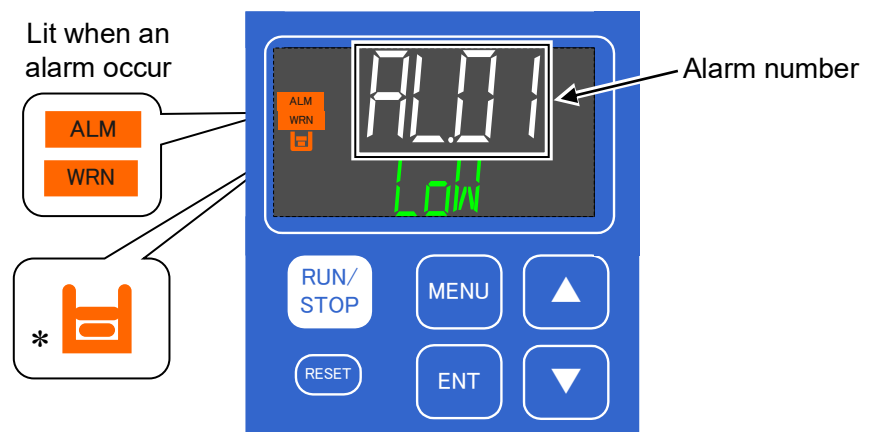 Lit when an
alarm occur
ALM
WRN
*
ALM
WRN
AL.01
LoW
Alarm number
RUN/
STOP
MENU
RESET
ENT